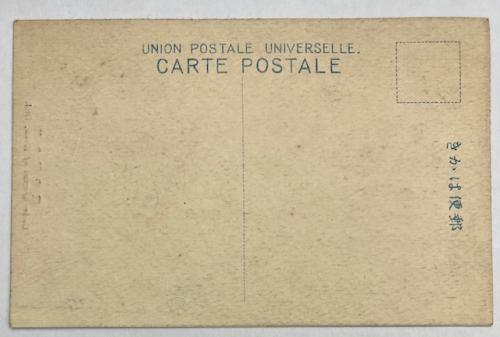 UNION POSTALE UNIVERSELLE.
CARTE POSTALE
きかは便郵